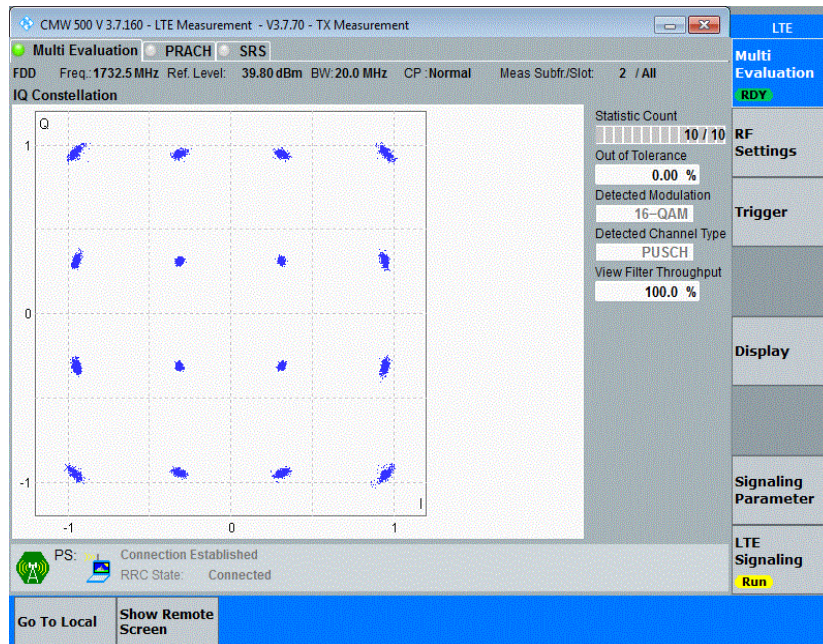 CMW 500 V 3.7.160 - LTE Measurement - V3.7.70 - TX Measurement
LTE
Multi Evaluation PRACH SRS
Multi
Evaluation
RDY
FDD Freq.: 1732.5 MHz Ref. Level: 39.80 dBm BW: 20.0 MHz CP : Normal Meas Subfr./Slot: 2 / All
IQ Constellation
Q
1
0
-1
I
-1 0 1
Statistic Count
10 / 10
Out of Tolerance
0.00 %
Detected Modulation
16-QAM
Detected Channel Type
PUSCH
View Filter Throughput
100.0 %
RF
Settings
Trigger
Display
Signaling
Parameter
LTE
Signaling
Run
PS: Connection Established
RRC State: Connected
Go To Local
Show Remote
Screen